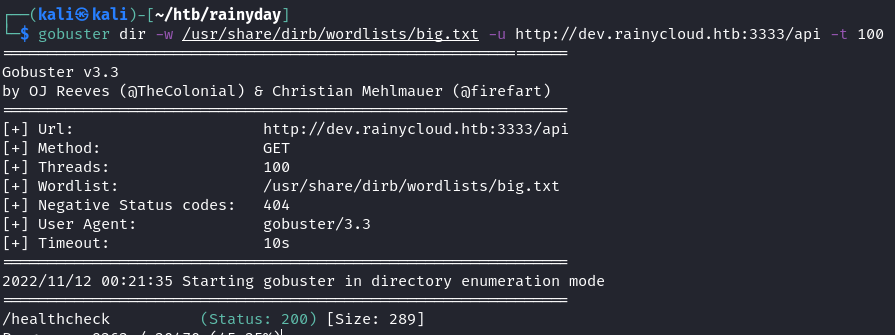 ┌──(kali㉿kali)-[~/htb/rainyday]
└─$ gobuster dir -w /usr/share/dirb/wordlists/big.txt -u http://dev.rainycloud.htb:3333/api -t 100
===============================================================
Gobuster v3.3
by OJ Reeves (@TheColonial) & Christian Mehlmauer (@firefart)
===============================================================
[+] Url:                     http://dev.rainycloud.htb:3333/api
[+] Method:                  GET
[+] Threads:                 100
[+] Wordlist:                /usr/share/dirb/wordlists/big.txt
[+] Negative Status codes:   404
[+] User Agent:              gobuster/3.3
[+] Timeout:                 10s
===============================================================
2022/11/12 00:21:35 Starting gobuster in directory enumeration mode
===============================================================
/healthcheck          (Status: 200) [Size: 289]